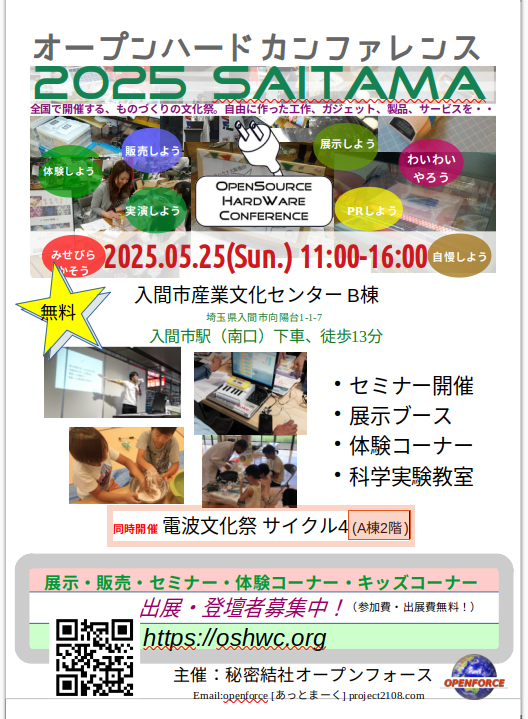 オープンハードカンファレンス
2025 SAITAMA
全国で開催する、ものづくりの文化祭。自由に作った工作、ガジェット、製品、サービスを・・
販売しよう
展示しよう
わいわい
やろう
体験しよう
実演しよう
OPENSOURCE
HARDWARE
CONFERENCE
PRしよう
みせびら
かそう
2025.05.25(Sun.) 11:00-16:00
自慢しよう
無料
入間市産業文化センター B棟
埼玉県入間市向陽台1-1-7
入間市駅（南口）下車、徒歩13分
・セミナー開催
・展示ブース
・体験コーナー
・科学実験教室
同時開催 電波文化祭 サイクル4(A棟2階)
展示・販売・セミナー・体験コーナー・キッズコーナー
出展・登壇者募集中！（参加費・出展費無料！）
https://oshwc.org
主催：秘密結社オープンフォース
Email:openforce [あっとまーく] project2108.com
OPENFORCE